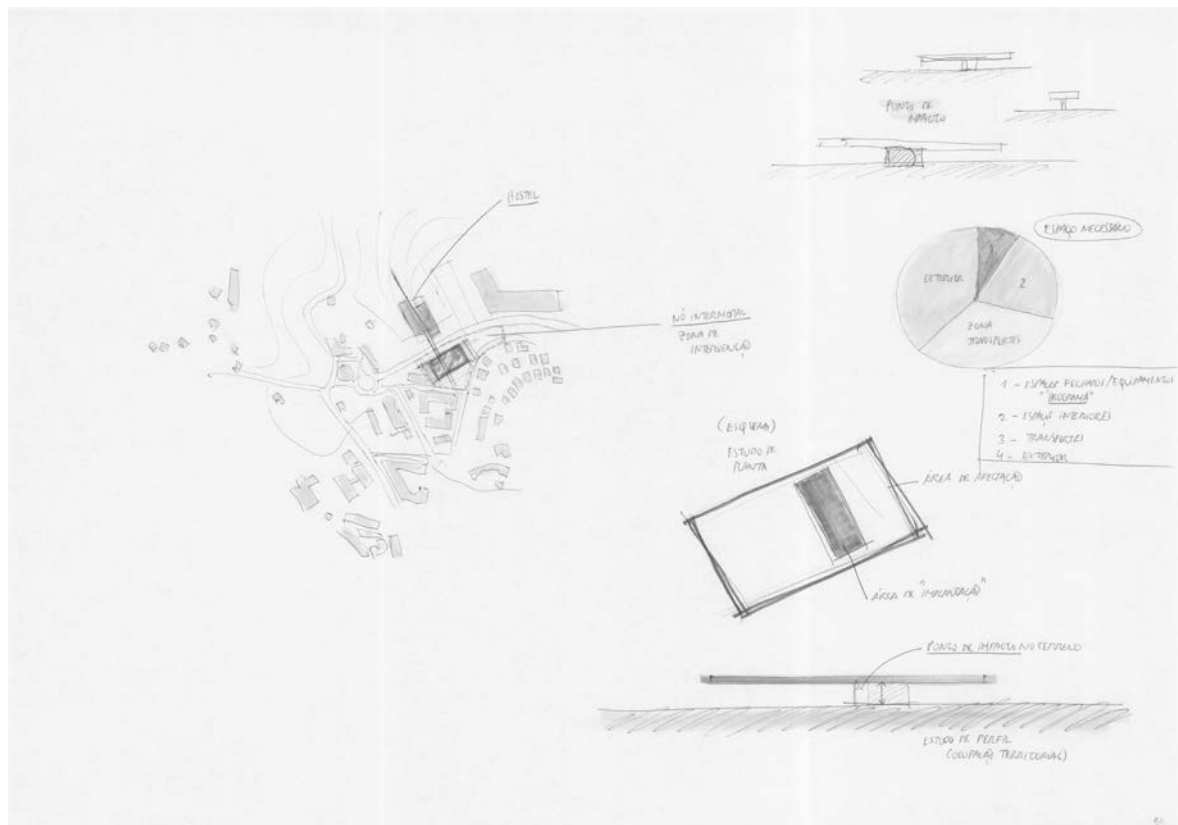 PONTO DE
IMPACTO
HOSTEL
ESPAÇO NECESSÁRIO
EXTERIOR
1
2
ZONA
TRANSPORTES
NÓ INTERMODAL
ZONA DE
INTERVENÇÃO
1 - ESPAÇOS FECHADOS/EQUIPAMENTOS
"PROGRAMA"
2 - ESPAÇOS INTERIORES
3 - TRANSPORTES
4 - EXTERIOR
(ESQUEMA)
ESTUDO DE
PLANTA
ÁREA DE AFECTAÇÃO
ÁREA DE "IMPLANTAÇÃO"
PONTO DE IMPACTO NO TERRENO
ESTUDO DE PERFIL
(OCUPAÇÃO TERRITORIAL)